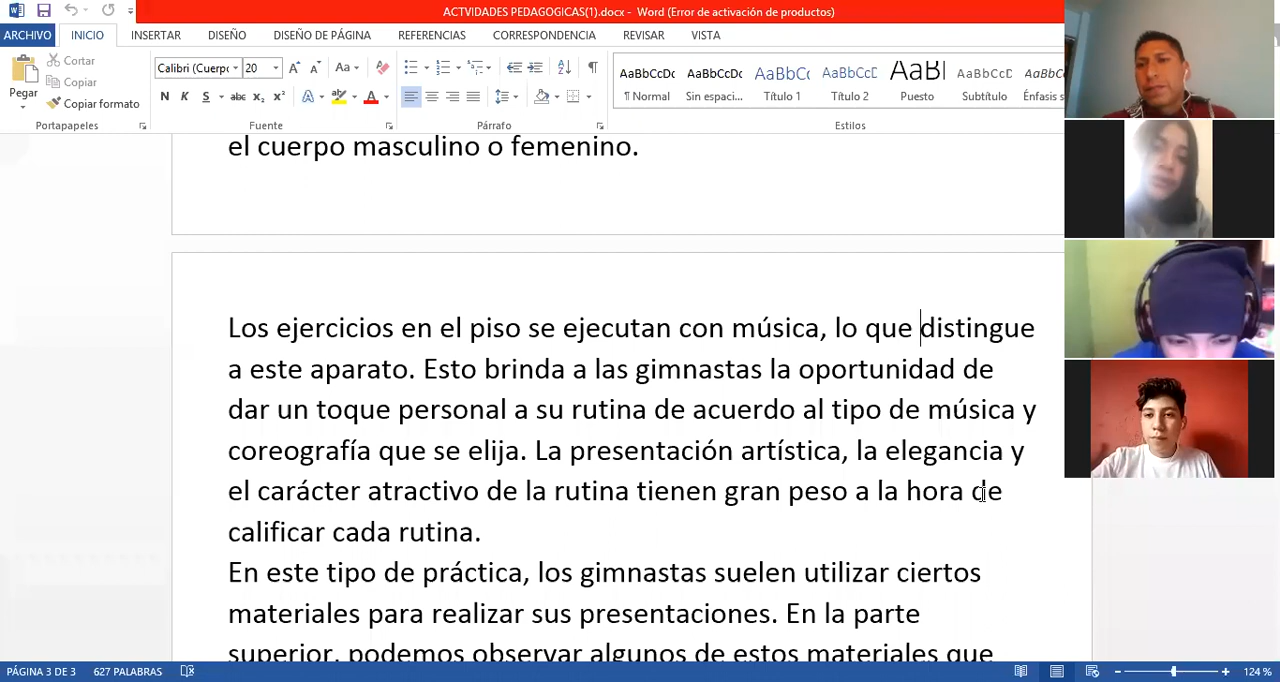 ACTVIDADES PEDAGOGICAS(1).docx - Word (Error de activación de productos)
ARCHIVO INICIO INSERTAR DISEÑO DISEÑO DE PÁGINA REFERENCIAS CORRESPONDENCIA REVISAR VISTA
Pegar
Cortar
Copiar
Copiar formato
Portapapeles
Calibri (Cuerpo 20
Aa
N K S abc x₂ x² A A
Fuente
Párrafo
AaBbCcDc AaBbCcDc AaBbCc AaBbCcC AaBl AaBbCcD AaBbCcD
¶ Normal Sin espaci... Título 1 Título 2 Puesto Subtítulo Énfasis s
Estilos
el cuerpo masculino o femenino.
Los ejercicios en el piso se ejecutan con música, lo que distingue
a este aparato. Esto brinda a las gimnastas la oportunidad de
dar un toque personal a su rutina de acuerdo al tipo de música y
coreografía que se elija. La presentación artística, la elegancia y
el carácter atractivo de la rutina tienen gran peso a la hora de
calificar cada rutina.
En este tipo de práctica, los gimnastas suelen utilizar ciertos
materiales para realizar sus presentaciones. En la parte
superior, podemos observar algunos de estos materiales que
PÁGINA 3 DE 3 627 PALABRAS 124 %